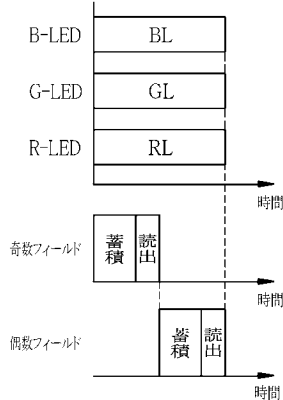 B-LED BL
G-LED GL
R-LED RL
時間
奇数フィールド 蓄積 読出
時間
偶数フィールド 蓄積 読出
時間